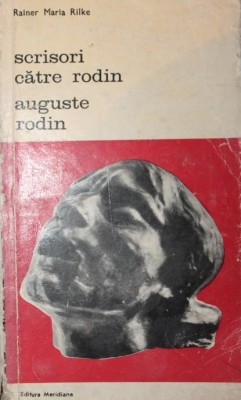 Rainer Maria Rilke
scrisori
către rodin
auguste
rodin
Editura Meridiane